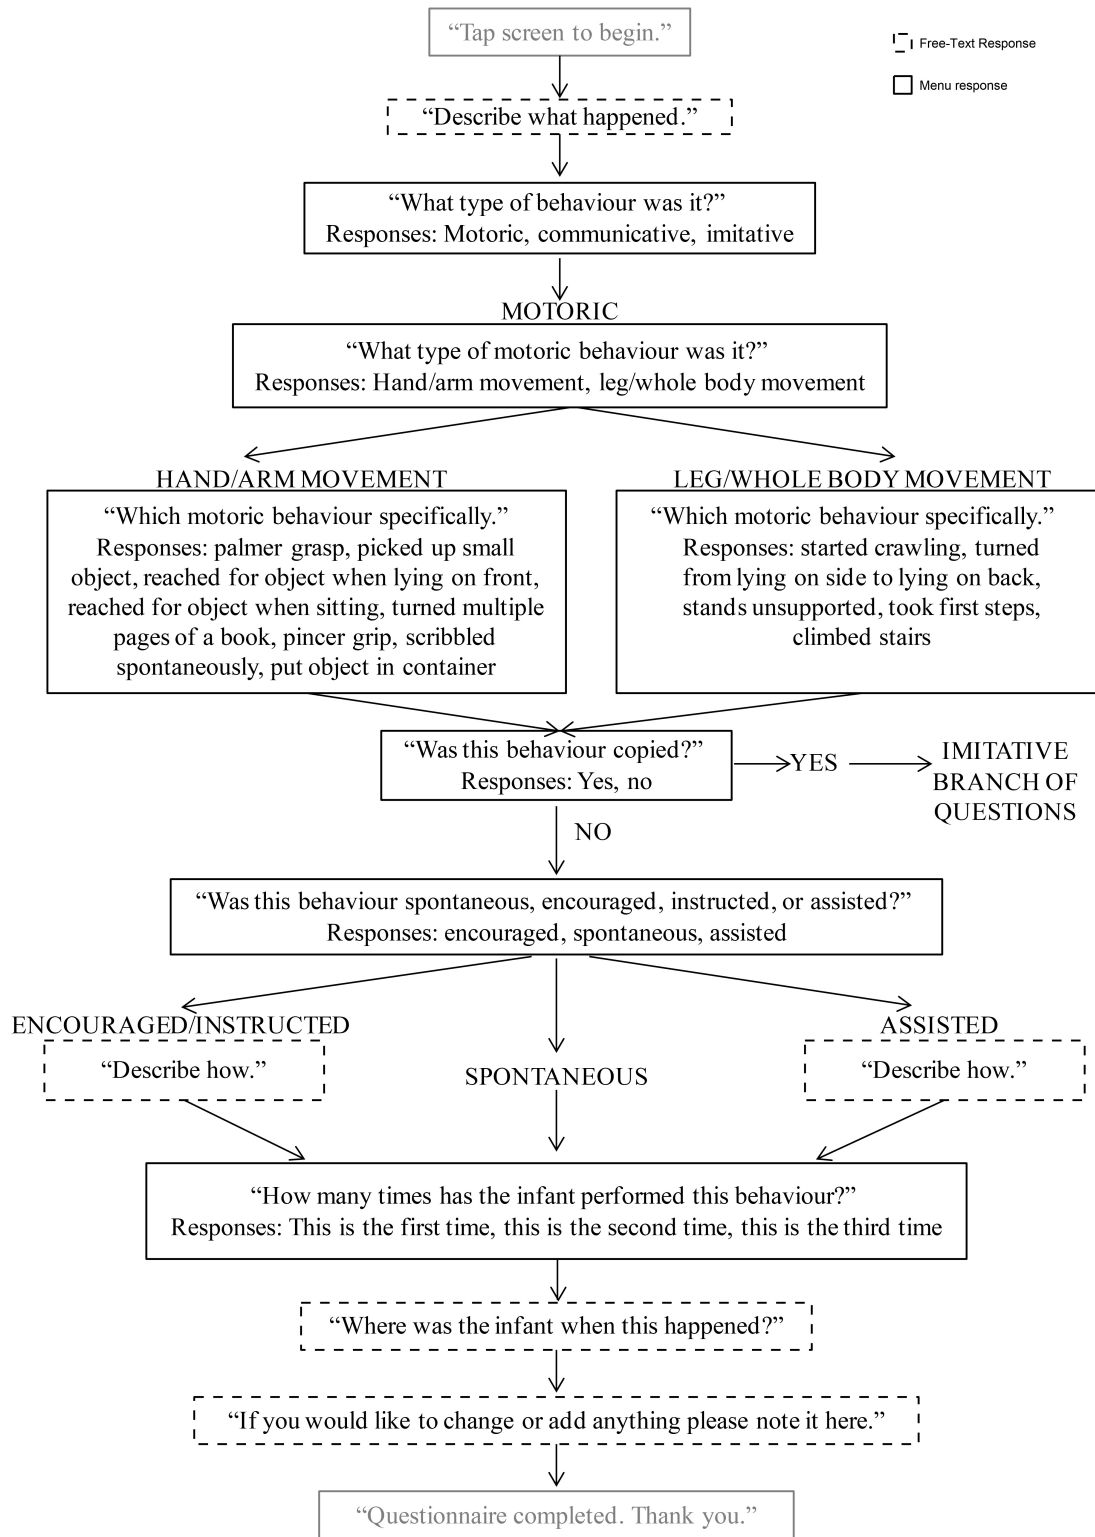 “Tap screen to begin.”
Free-Text Response
Menu response
“Describe what happened.”
“What type of behaviour was it?”
Responses: Motoric, communicative, imitative
MOTORIC
“What type of motoric behaviour was it?”
Responses: Hand/arm movement, leg/whole body movement
HAND/ARM MOVEMENT
“Which motoric behaviour specifically.”
Responses: palmer grasp, picked up small
object, reached for object when lying on front,
reached for object when sitting, turned multiple
pages of a book, pincer grip, scribbled
spontaneously, put object in container
LEG/WHOLE BODY MOVEMENT
“Which motoric behaviour specifically.”
Responses: started crawling, turned
from lying on side to lying on back,
stands unsupported, took first steps,
climbed stairs
“Was this behaviour copied?”
Responses: Yes, no
YES
IMITATIVE
BRANCH OF
QUESTIONS
NO
“Was this behaviour spontaneous, encouraged, instructed, or assisted?”
Responses: encouraged, spontaneous, assisted
ENCOURAGED/INSTRUCTED
“Describe how.”
SPONTANEOUS
ASSISTED
“Describe how.”
“How many times has the infant performed this behaviour?”
Responses: This is the first time, this is the second time, this is the third time
“Where was the infant when this happened?”
“If you would like to change or add anything please note it here.”
“Questionnaire completed. Thank you.”